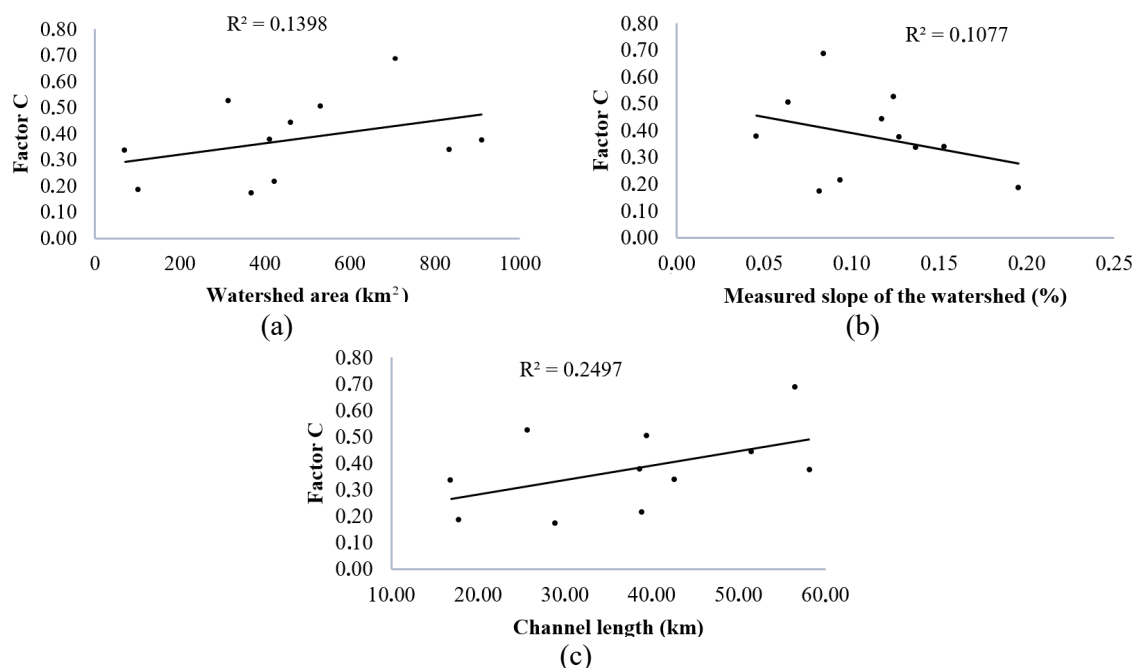 R² = 0.1398
0.80
0.70
0.60
0.50
0.40
0.30
0.20
0.10
0.00
Factor C
0 200 400 600 800 1000
Watershed area (km²)
(a)
R² = 0.1077
0.80
0.70
0.60
0.50
0.40
0.30
0.20
0.10
0.00
Factor C
0.00 0.05 0.10 0.15 0.20 0.25
Measured slope of the watershed (%)
(b)
R² = 0.2497
0.80
0.70
0.60
0.50
0.40
0.30
0.20
0.10
0.00
Factor C
10.00 20.00 30.00 40.00 50.00 60.00
Channel length (km)
(c)